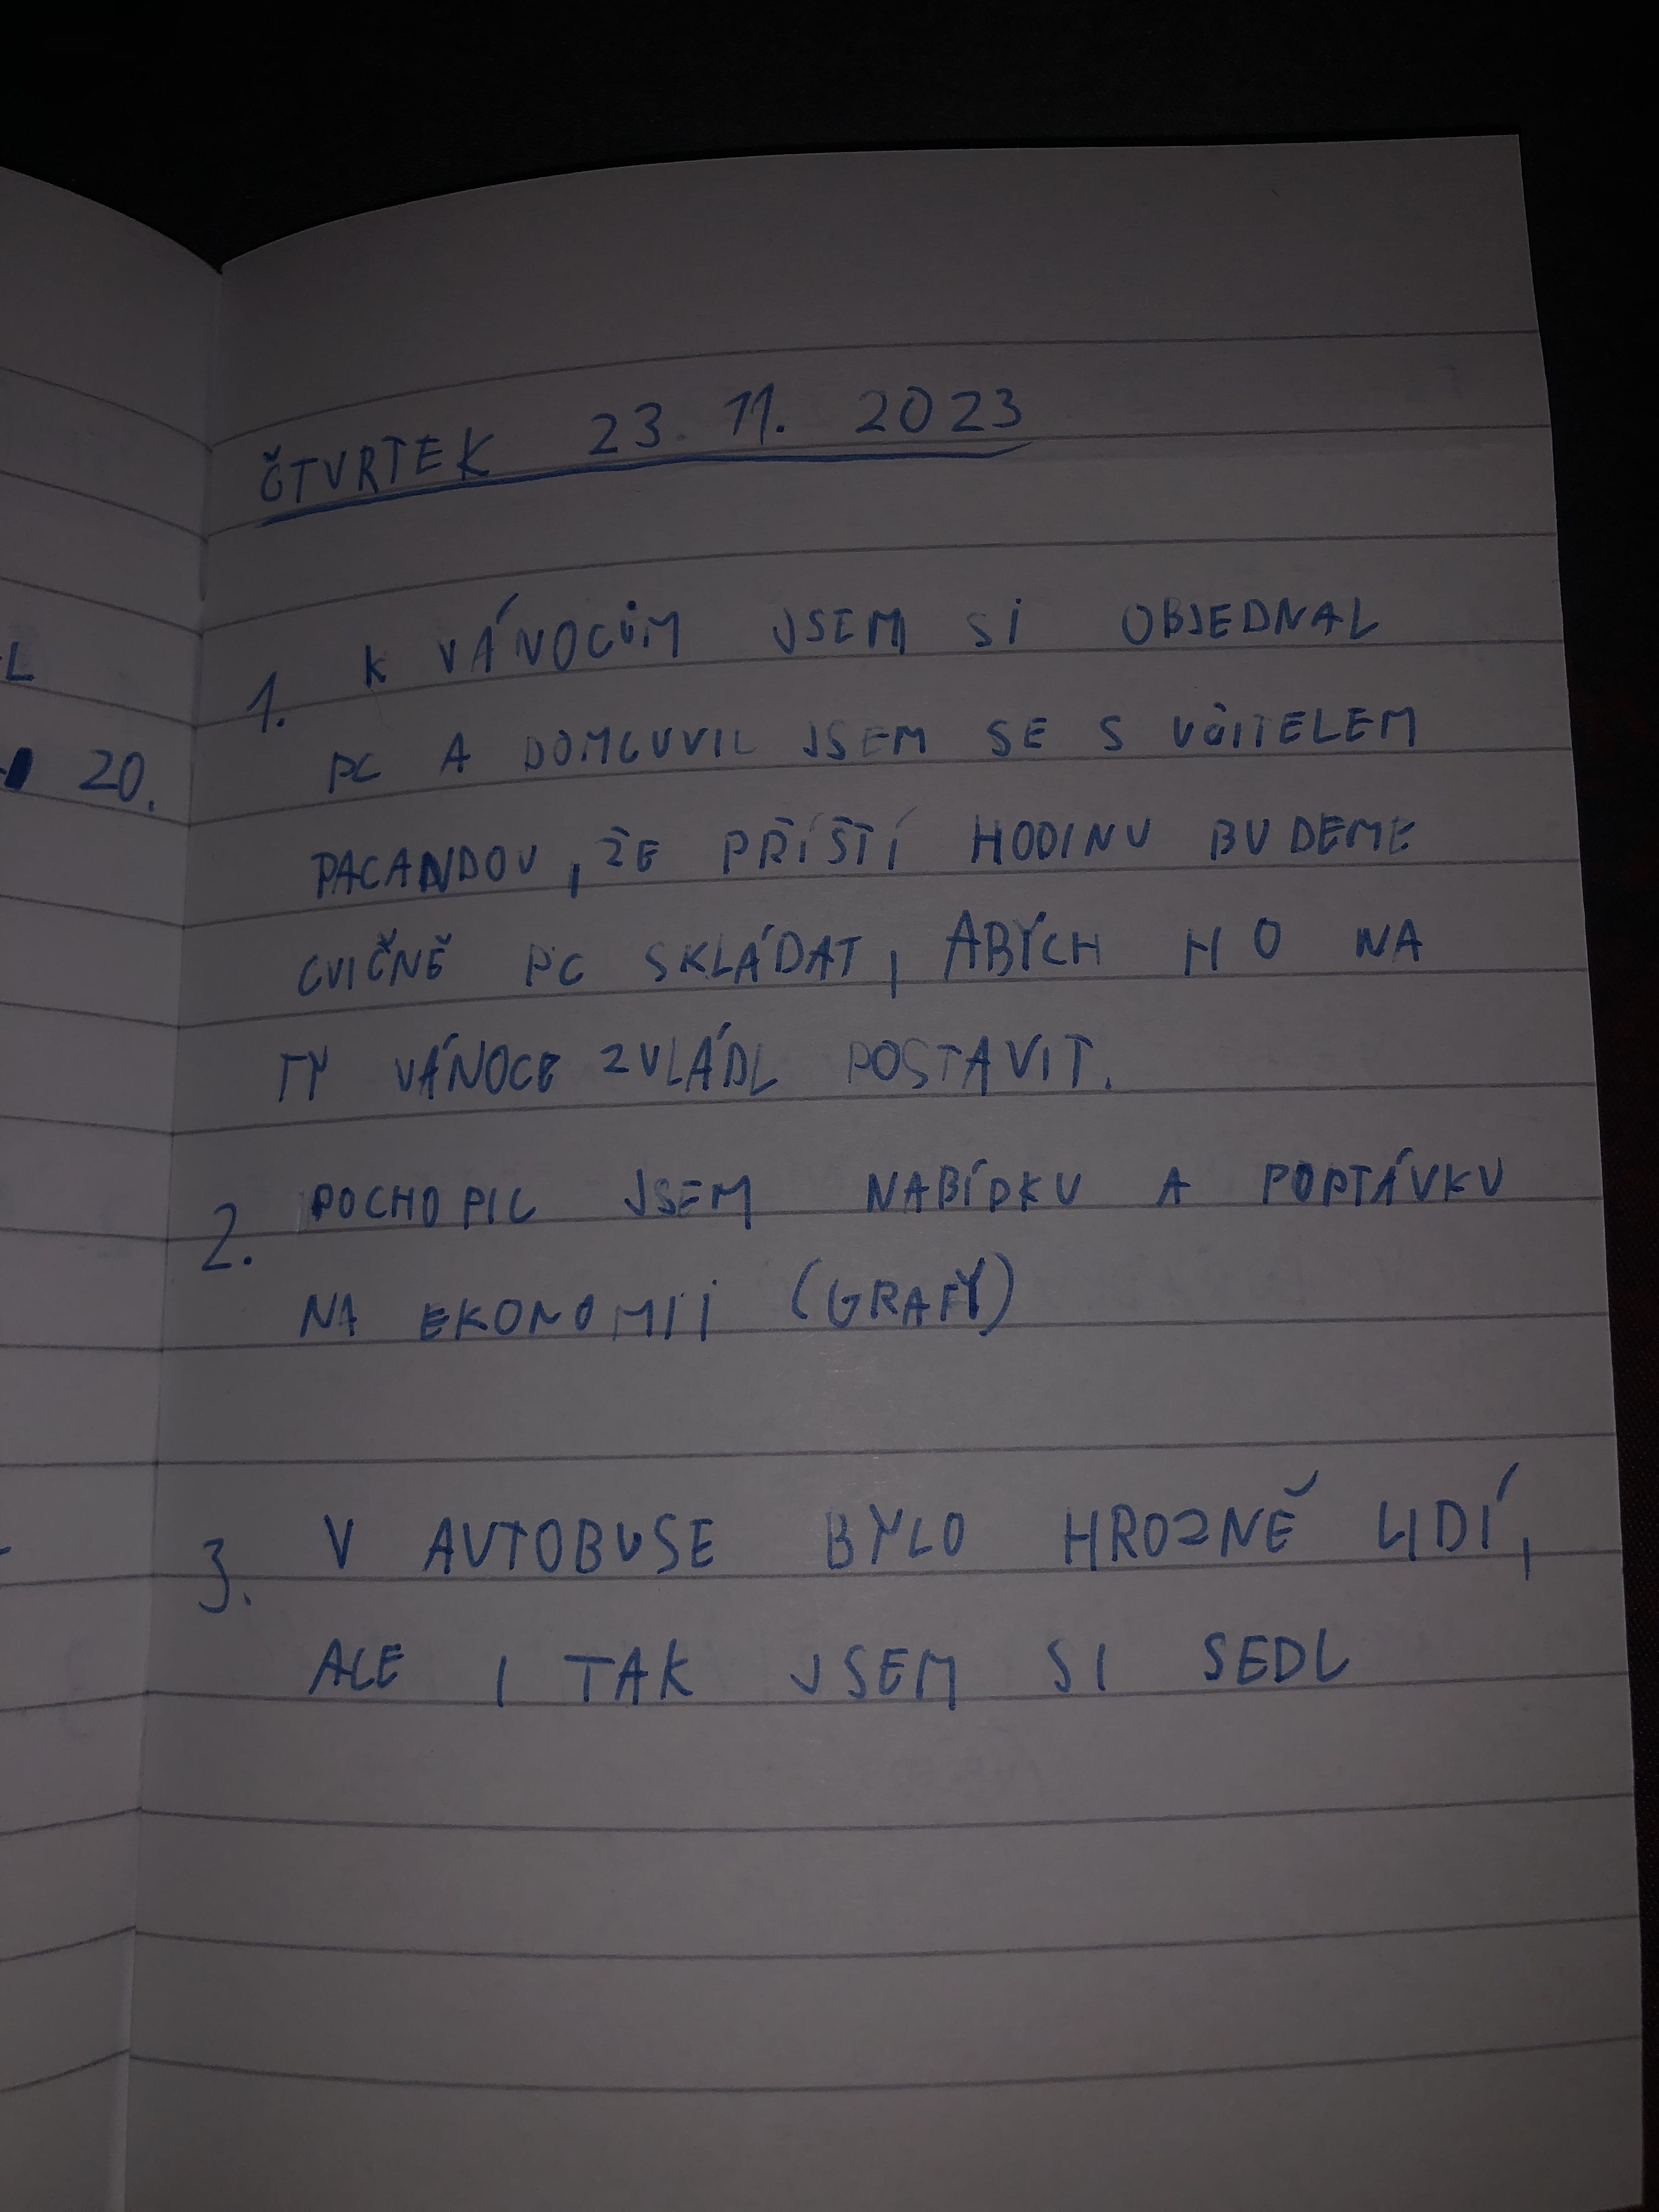 ČTVRTEK 23. 11. 2023
1. K VÁNOCŮM JSEM SI OBJEDNAL
PC A DOMLUVIL JSEM SE S UČITELEM
PACANDOU, ŽE PŘÍŠTÍ HODINU BUDEME
CVIČNĚ PC SKLÁDAT, ABYCH HO NA
TY VÁNOCE ZVLÁDL POSTAVIT.
2. POCHOPIL JSEM NABÍDKU A POPTÁVKU
NA EKONOMII (GRAFY)
3. V AUTOBUSE BYLO HROZNĚ LIDÍ,
ALE I TAK JSEM SI SEDL
L
20.